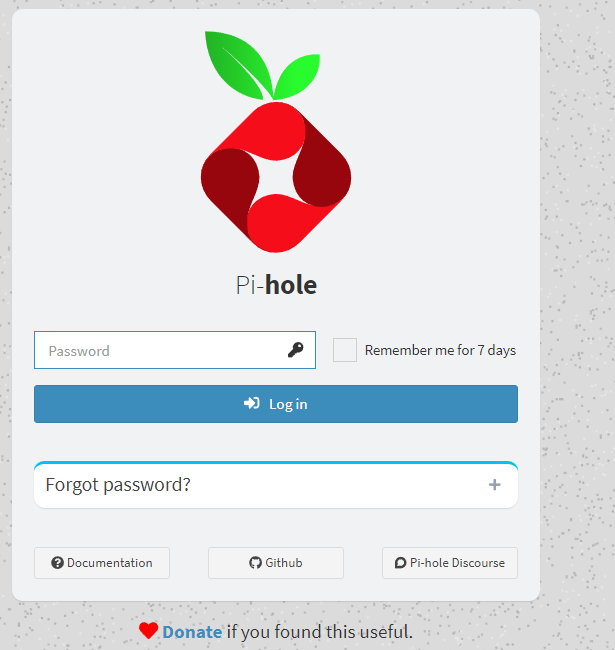 Pi-hole
Password
Remember me for 7 days
Log in
Forgot password?
Documentation
Github
Pi-hole Discourse
Donate if you found this useful.